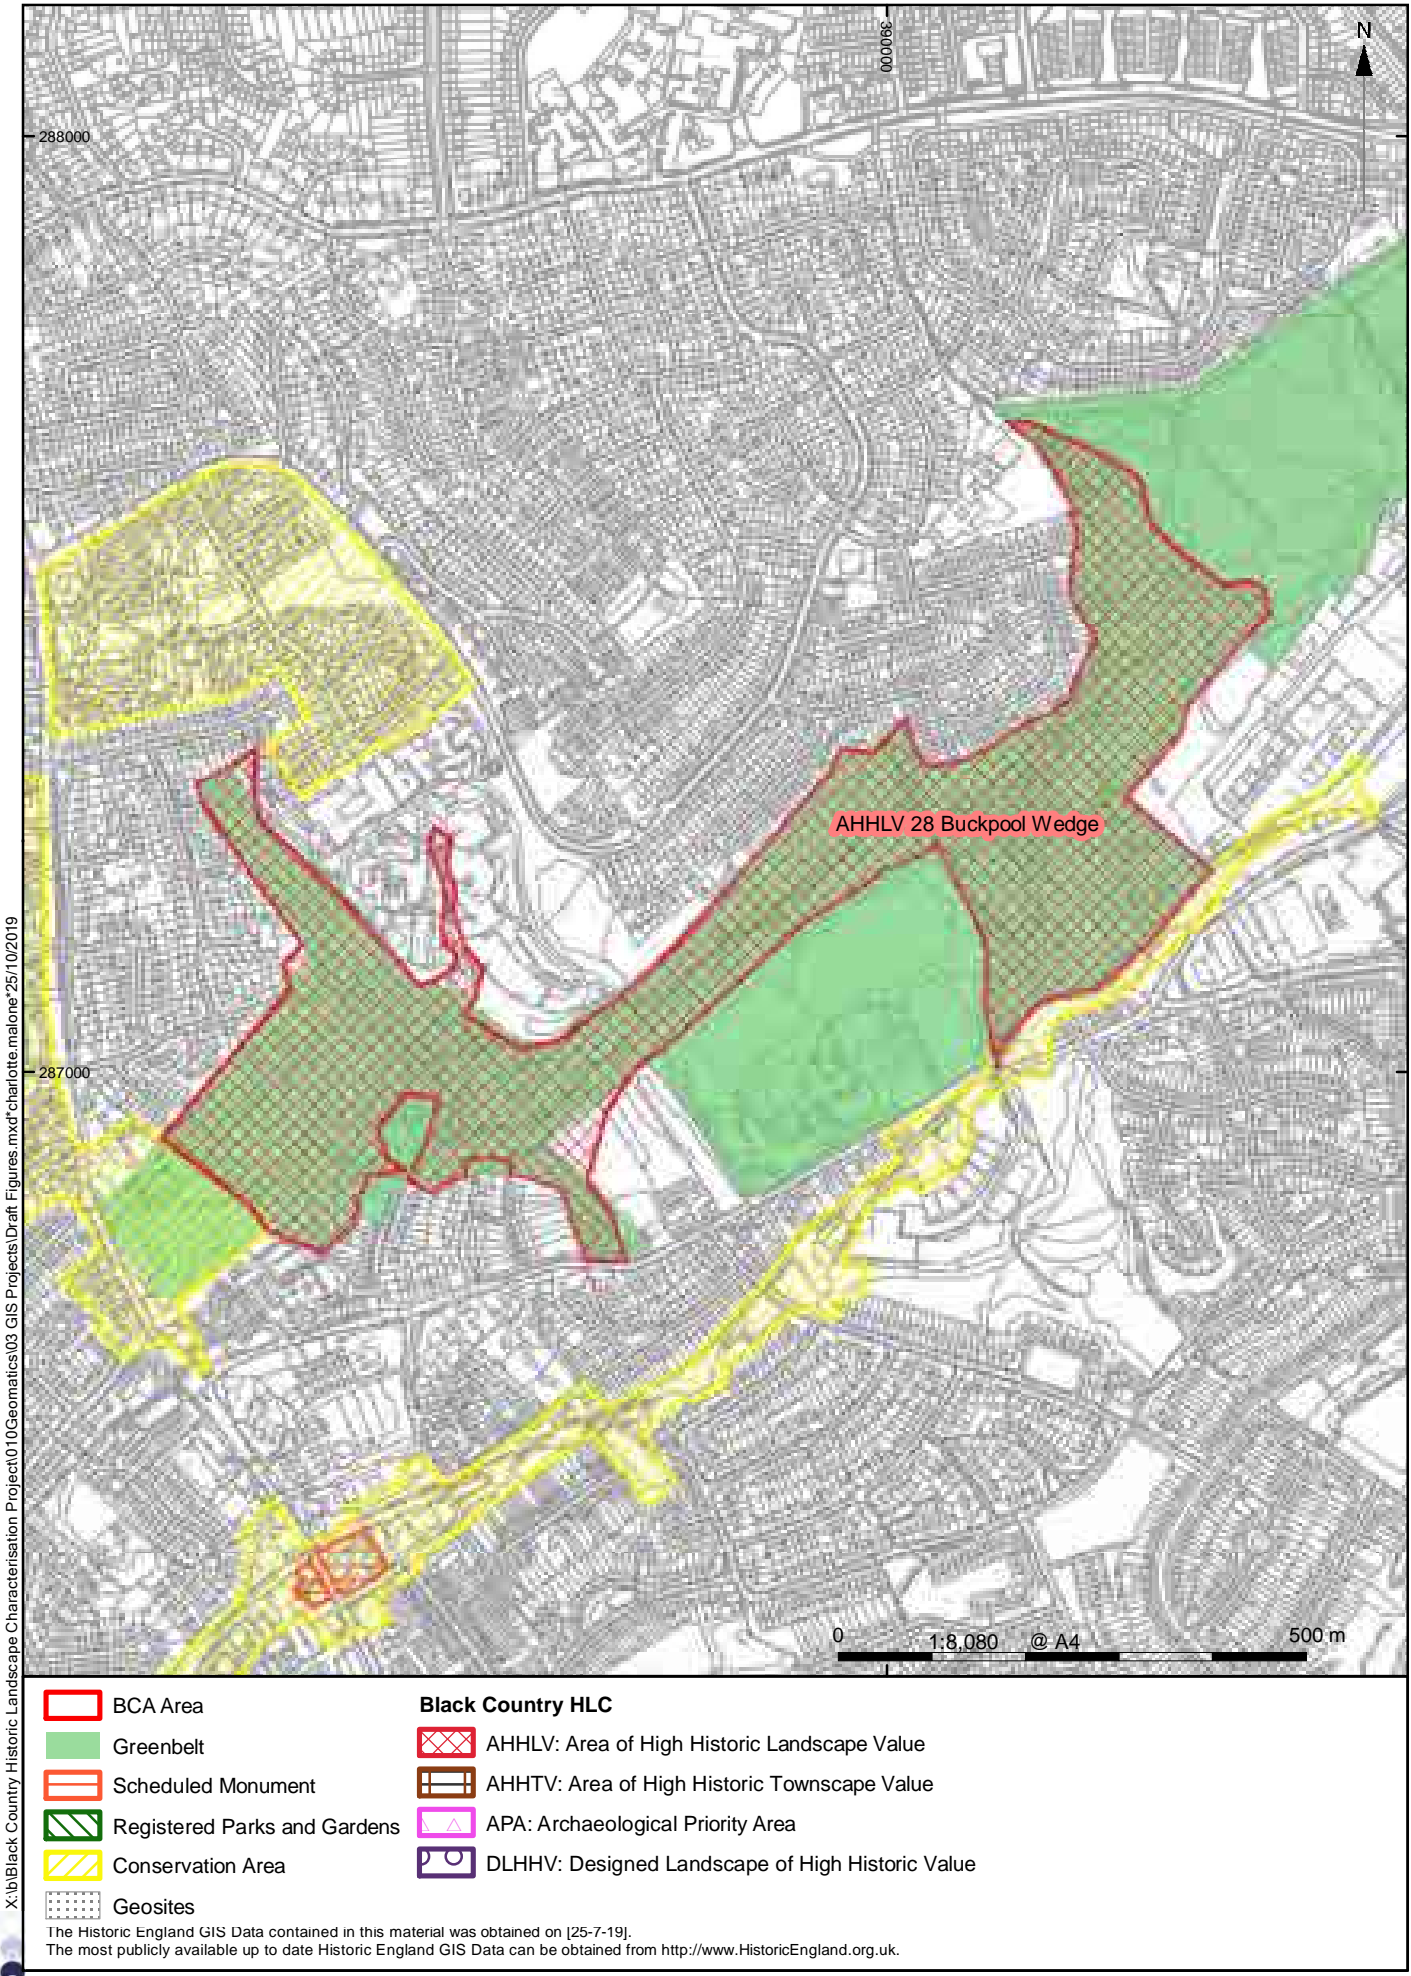 390000
N
288000
AHHLV 28 Buckpool Wedge
287000
0 1:8,080 @ A4 500 m
X:\b\Black Country Historic Landscape Characterisation Project\010Geomatics\03 GIS Projects\Draft Figures.mxd*charlotte.malone*25/10/2019
BCA Area
Greenbelt
Scheduled Monument
Registered Parks and Gardens
Conservation Area
Geosites
Black Country HLC
AHHLV: Area of High Historic Landscape Value
AHHTV: Area of High Historic Townscape Value
APA: Archaeological Priority Area
DLHHV: Designed Landscape of High Historic Value
The Historic England GIS Data contained in this material was obtained on [25-7-19].
The most publicly available up to date Historic England GIS Data can be obtained from http://www.HistoricEngland.org.uk.